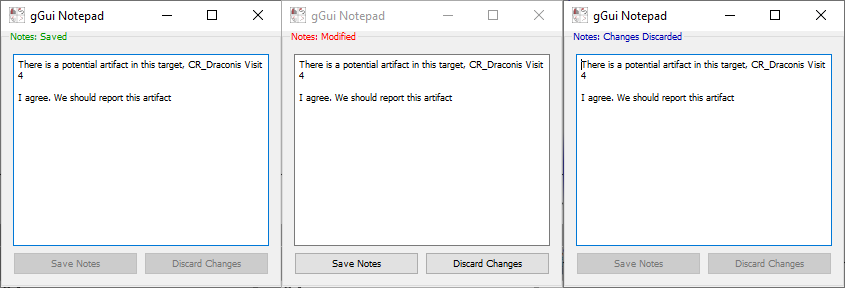 gGui Notepad
Notes: Saved
There is a potential artifact in this target, CR_Draconis Visit
4
I agree. We should report this artifact
Save Notes
Discard Changes
gGui Notepad
Notes: Modified
There is a potential artifact in this target, CR_Draconis Visit
4
I agree. We should report this artifact
Save Notes
Discard Changes
gGui Notepad
Notes: Changes Discarded
There is a potential artifact in this target, CR_Draconis Visit
4
I agree. We should report this artifact
Save Notes
Discard Changes